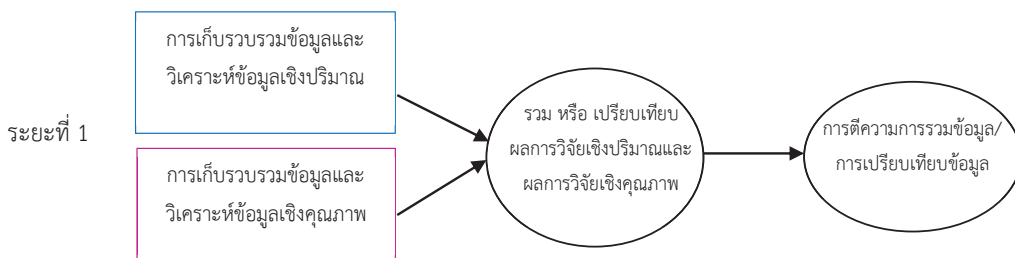 การเก็บรวบรวมข้อมูลและ
วิเคราะห์ข้อมูลเชิงปริมาณ
ระยะที่ 1
การเก็บรวบรวมข้อมูลและ
วิเคราะห์ข้อมูลเชิงคุณภาพ
รวม หรือ เปรียบเทียบ
ผลการวิจัยเชิงปริมาณและ
ผลการวิจัยเชิงคุณภาพ
การตีความการรวมข้อมูล/
การเปรียบเทียบข้อมูล